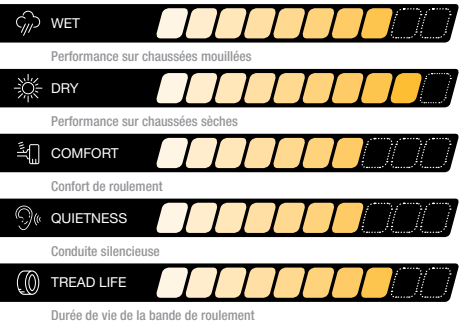 WET
Performance sur chaussées mouillées
DRY
Performance sur chaussées sèches
COMFORT
Confort de roulement
QUIETNESS
Conduite silencieuse
TREAD LIFE
Durée de vie de la bande de roulement